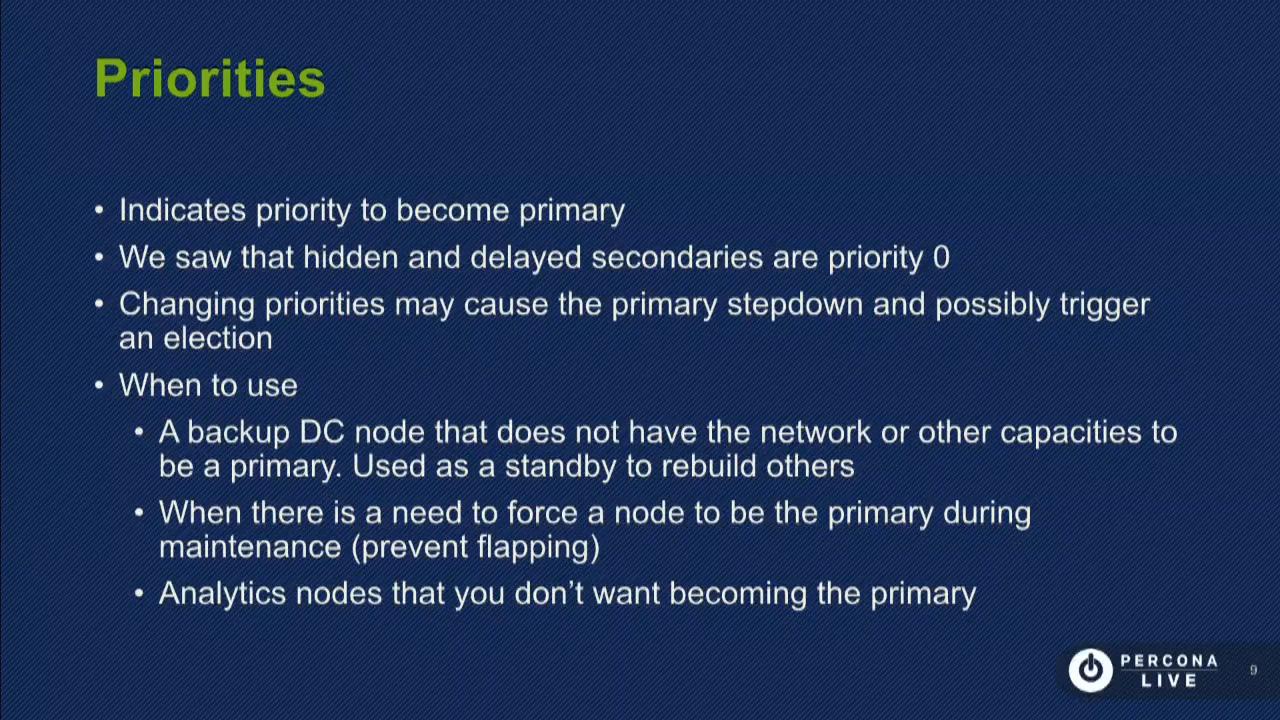 Priorities
• Indicates priority to become primary
• We saw that hidden and delayed secondaries are priority 0
• Changing priorities may cause the primary stepdown and possibly trigger
an election
• When to use
• A backup DC node that does not have the network or other capacities to
be a primary. Used as a standby to rebuild others
• When there is a need to force a node to be the primary during
maintenance (prevent flapping)
• Analytics nodes that you don’t want becoming the primary
PERCONA
LIVE
9